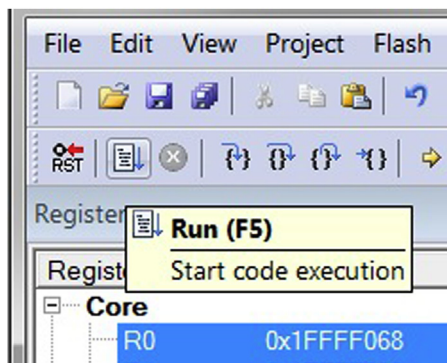 File Edit View Project Flash
RST
Register
Run (F5)
Start code execution
Regist
Core
R0 0x1FFFF068